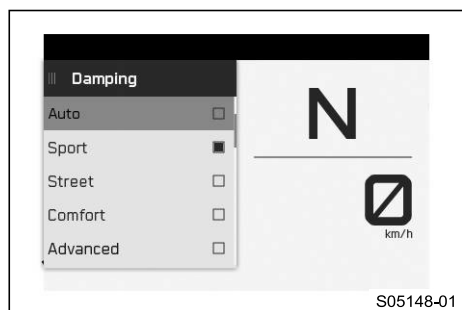 Damping
Auto
Sport
Street
Comfort
Advanced
N
0
km/h
S05148-01